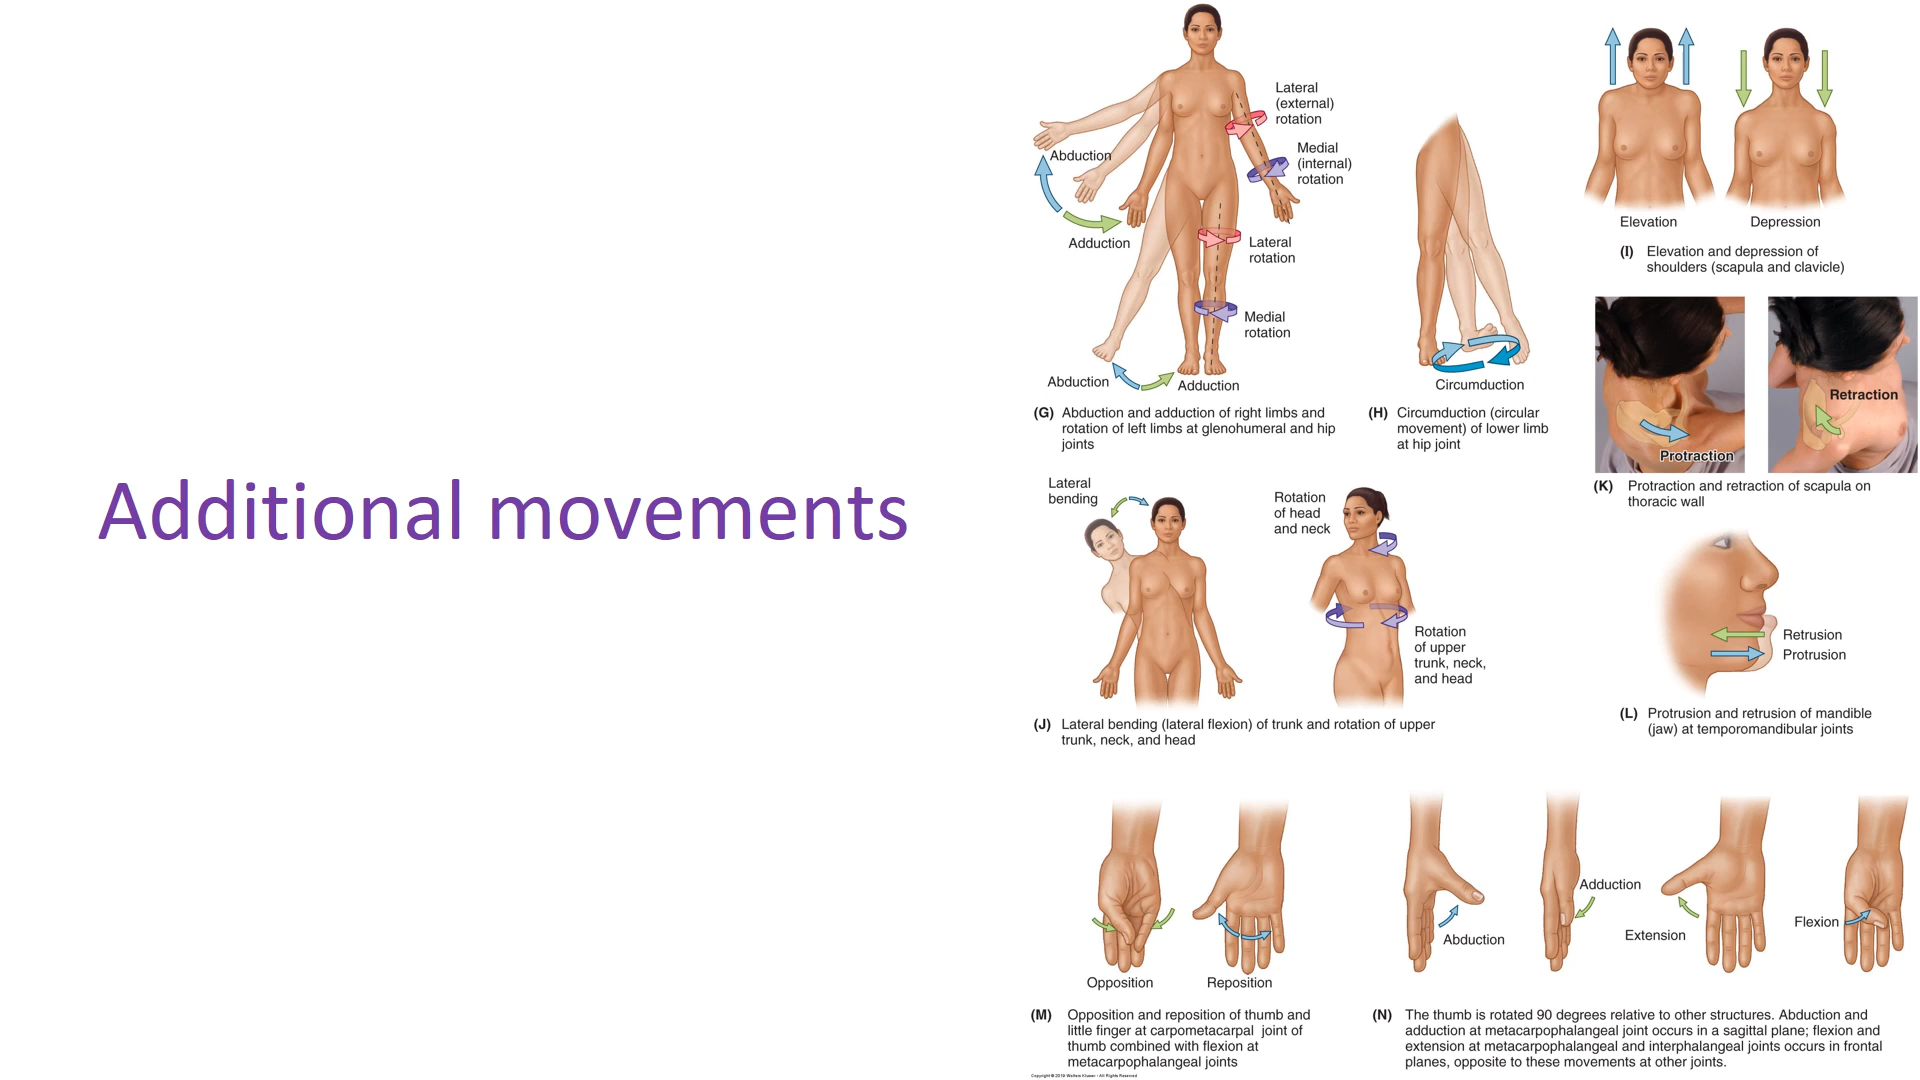 Additional movements
Lateral
(external)
rotation
Medial
(internal)
rotation
Abduction
Adduction
Lateral
rotation
Medial
rotation
Abduction
Adduction
(G) Abduction and adduction of right limbs and
rotation of left limbs at glenohumeral and hip
joints
Circumduction
(H) Circumduction (circular
movement) of lower limb
at hip joint
Elevation
Depression
(I) Elevation and depression of
shoulders (scapula and clavicle)
Protraction
Retraction
(K) Protraction and retraction of scapula on
thoracic wall
Lateral
bending
Rotation
of head
and neck
Rotation
of upper
trunk, neck,
and head
(J) Lateral bending (lateral flexion) of trunk and rotation of upper
trunk, neck, and head
Retrusion
Protrusion
(L) Protrusion and retrusion of mandible
(jaw) at temporomandibular joints
Opposition
Reposition
(M) Opposition and reposition of thumb and
little finger at carpometacarpal joint of
thumb combined with flexion at
metacarpophalangeal joints
Abduction
Adduction
Extension
Flexion
(N) The thumb is rotated 90 degrees relative to other structures. Abduction and
adduction at metacarpophalangeal joint occurs in a sagittal plane; flexion and
extension at metacarpophalangeal and interphalangeal joints occurs in frontal
planes, opposite to these movements at other joints.
Copyright © 2019 Wolters Kluwer - All Rights Reserved